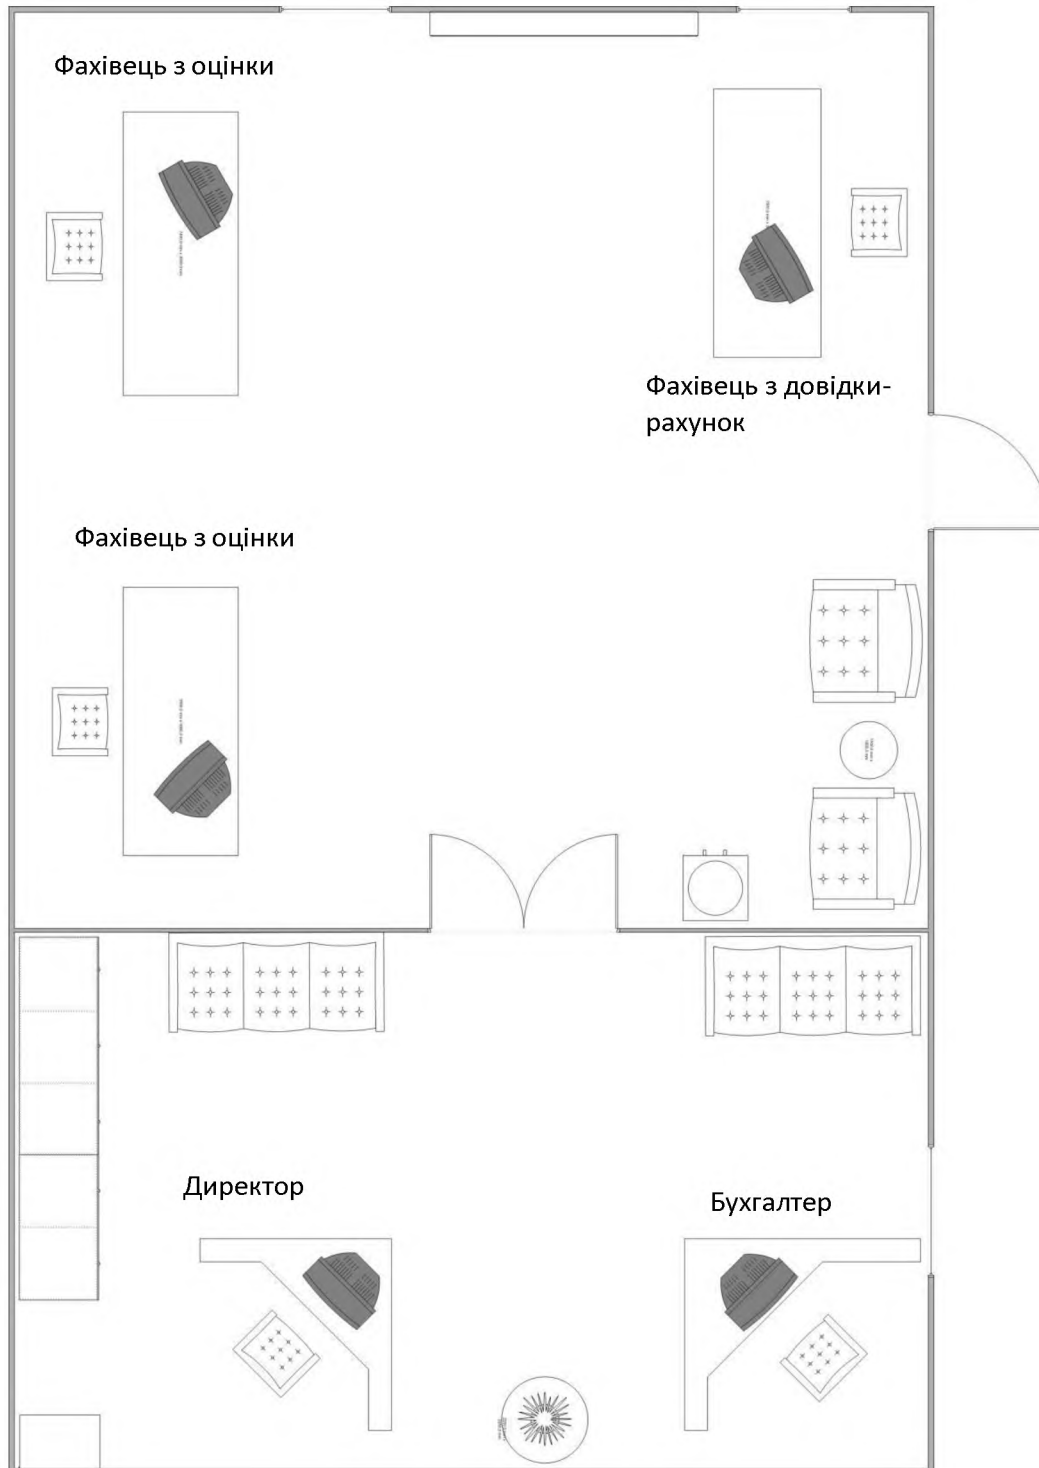 Фахівець з оцінки
Фахівець з довідки-
рахунок
Фахівець з оцінки
Директор
Бухгалтер